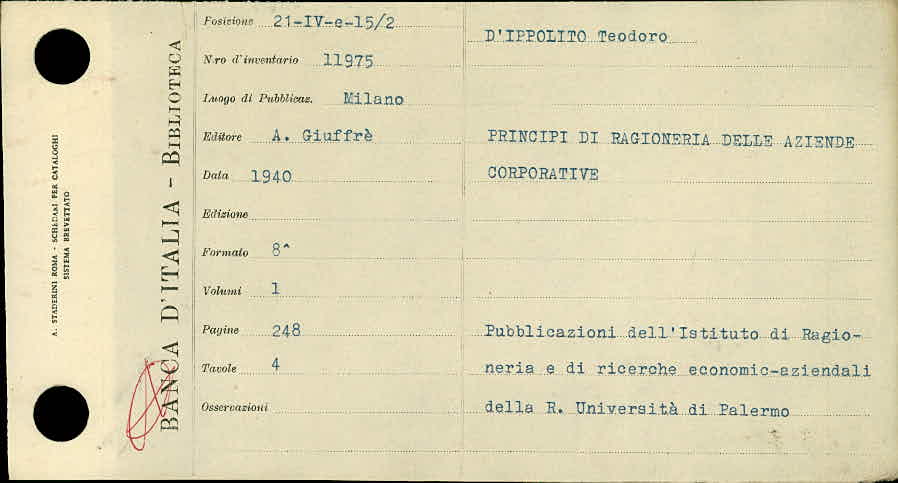 A. STADERINI ROMA - SCHEDARI PER CATALOGHI
SISTEMA BREVETTATO
BANCA D'ITALIA - BIBLIOTECA
Posizione 21-IV-e-15/2
N.ro d'inventario 11975
Luogo di Pubblicaz. Milano
Editore A. Giuffrè
Data 1940
Edizione
Formato 8^
Volumi 1
Pagine 248
Tavole 4
Osservazioni
D'IPPOLITO Teodoro
PRINCIPI DI RAGIONERIA DELLE AZIENDE
CORPORATIVE
Pubblicazioni dell'Istituto di Ragio-
neria e di ricerche economic-aziendali
della R. Università di Palermo